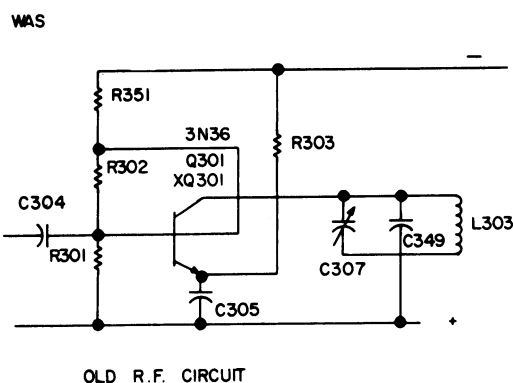 WAS
−
R351
3N36
Q301
XQ301
R303
R302
C304
R301
C307
C349
L303
C305
+
OLD R.F. CIRCUIT